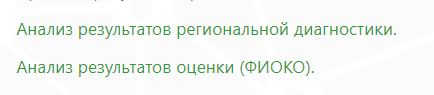 Анализ результатов региональной диагностики.
Анализ результатов оценки (ФИОКО).